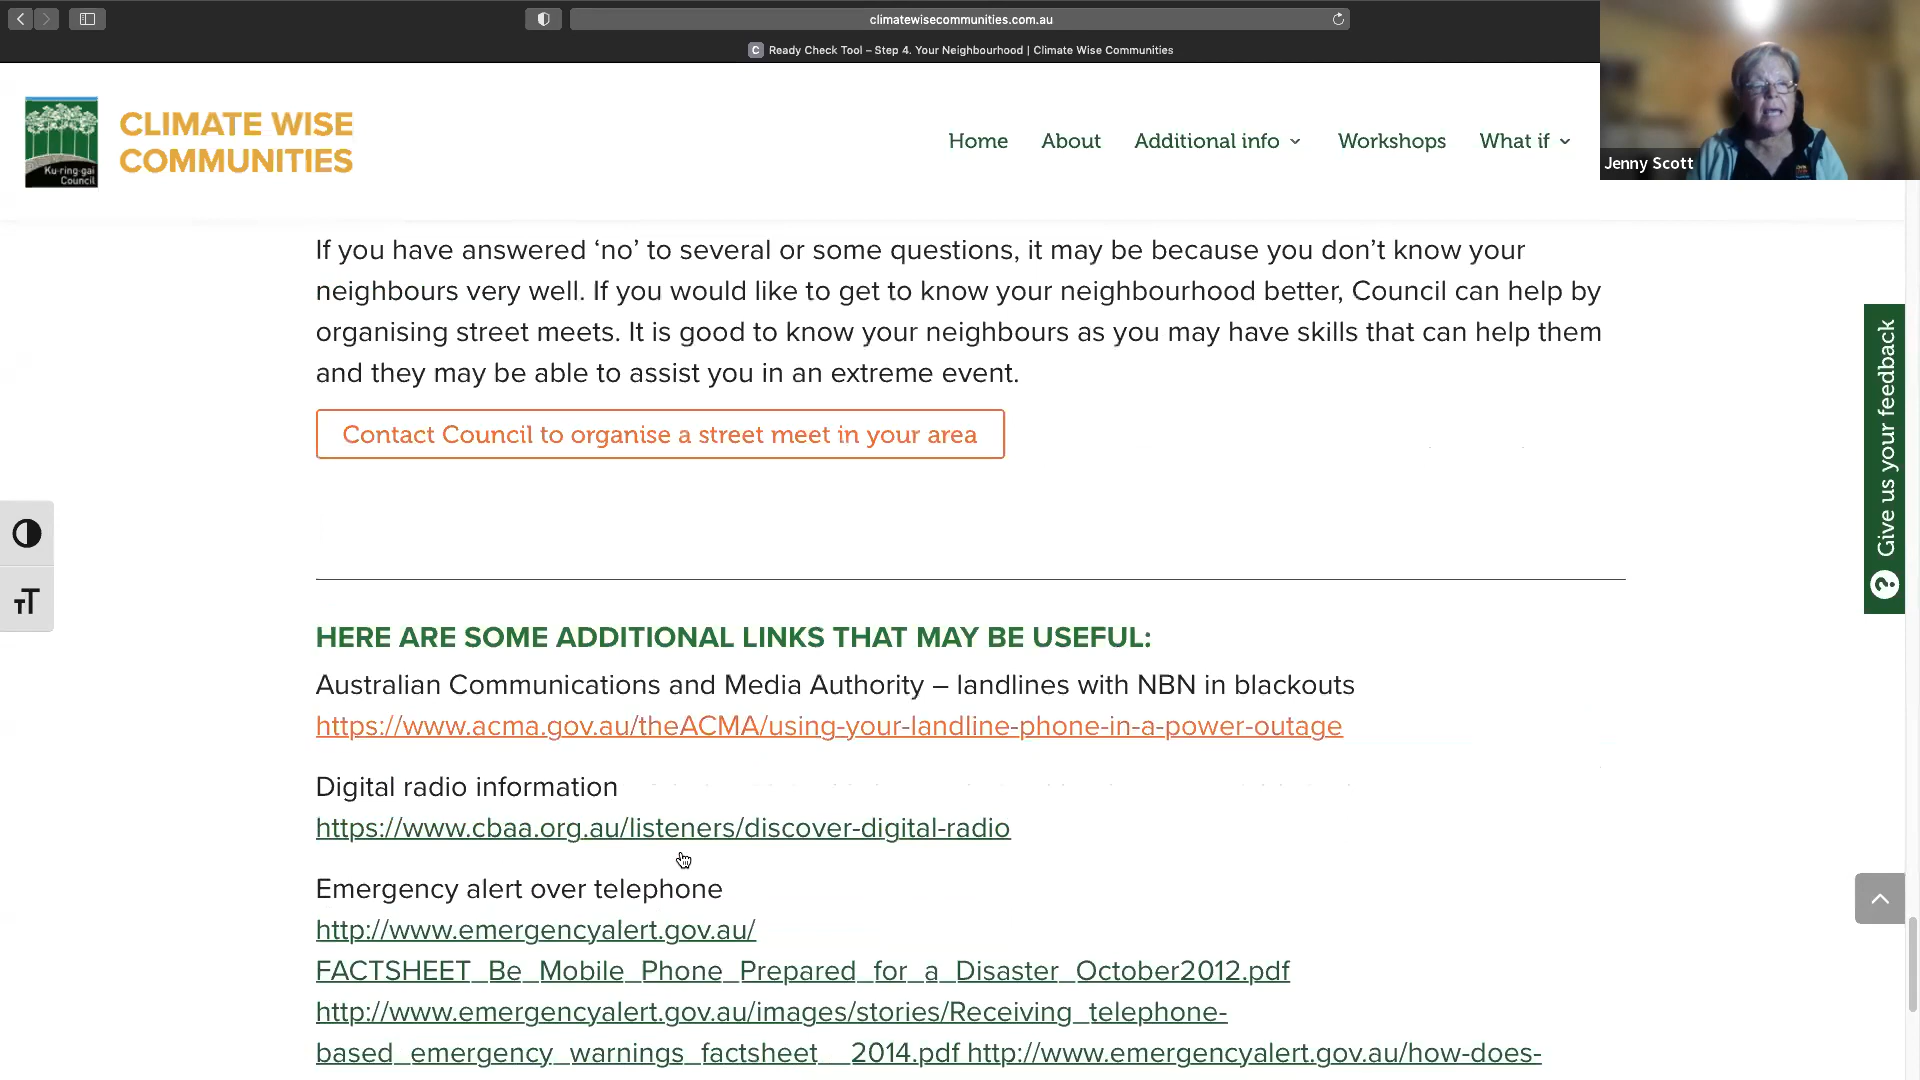 climatewisecommunities.com.au
C Ready Check Tool – Step 4. Your Neighbourhood | Climate Wise Communities
Ku-ring-gai
Council
CLIMATE WISE
COMMUNITIES
Home About Additional info Workshops What if
Jenny Scott
If you have answered ‘no’ to several or some questions, it may be because you don’t know your
neighbours very well. If you would like to get to know your neighbourhood better, Council can help by
organising street meets. It is good to know your neighbours as you may have skills that can help them
and they may be able to assist you in an extreme event.
Contact Council to organise a street meet in your area
Give us your feedback
TT
HERE ARE SOME ADDITIONAL LINKS THAT MAY BE USEFUL:
Australian Communications and Media Authority – landlines with NBN in blackouts
https://www.acma.gov.au/theACMA/using-your-landline-phone-in-a-power-outage
Digital radio information
https://www.cbaa.org.au/listeners/discover-digital-radio
Emergency alert over telephone
http://www.emergencyalert.gov.au/
FACTSHEET_Be_Mobile_Phone_Prepared_for_a_Disaster_October2012.pdf
http://www.emergencyalert.gov.au/images/stories/Receiving_telephone-
based_emergency_warnings_factsheet__2014.pdf http://www.emergencyalert.gov.au/how-does-